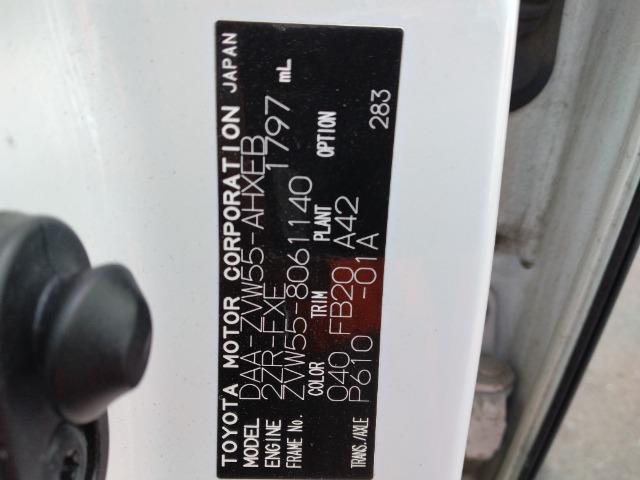 TOYOTA MOTOR CORPORATION JAPAN
MODEL DAA-ZVW55-AHXEB
ENGINE 2ZR-FXE 1797 mL
FRAME No. ZVW55-8061140
COLOR TRIM PLANT OPTION
040 FB20 A42
TRANS./AXLE P610 -01A 283